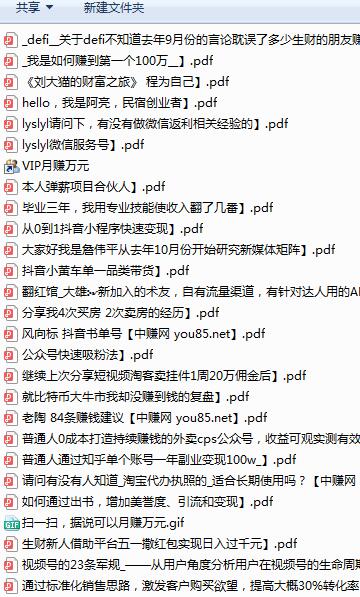 共享 新建文件夹
_defi__关于defi不知道去年9月份的言论耽误了多少生财的朋友
_我是如何赚到第一个100万__】.pdf
《刘大猫的财富之旅》 程为自己】.pdf
hello，我是阿亮，民宿创业者】.pdf
lyslyl请问下，有没有做微信返利相关经验的】.pdf
lyslyl微信服务号】.pdf
VIP月赚万元
本人弹薪项目合伙人】.pdf
毕业三年，我用专业技能使收入翻了几番】.pdf
从0到1抖音小程序快速变现】.pdf
大家好我是詹伟平从去年10月份开始研究新媒体矩阵】.pdf
抖音小黄车单一品类带货】.pdf
翻红馆_大雄 新加入的术友，自有流量渠道，有针对达人用的
分享我4次买房 2次卖房的经历】.pdf
风向标 抖音书单号【中赚网 you85.net】.pdf
公众号快速吸粉法】.pdf
继续上次分享短视频淘客卖挂件1周20万佣金后】.pdf
就比特币大牛市我却没赚到钱的复盘】.pdf
老陶 84条赚钱建议【中赚网 you85.net】.pdf
普通人0成本打造持续赚钱的外卖cps公众号，收益可观实测有效
普通人通过知乎单个账号一年副业变现100w_】.pdf
请问有没有人知道_淘宝代办执照的_适合长期使用吗？【中赚网
如何通过出书，增加美誉度、引流和变现】.pdf
扫一扫，据说可以月赚万元.gif
生财新人借助平台五一撒红包实现日入过千元】.pdf
视频号的23条军规_——从用户角度分析用户在视频号的生命周
通过标准化销售思路，激发客户购买欲望，提高大概30%转化率